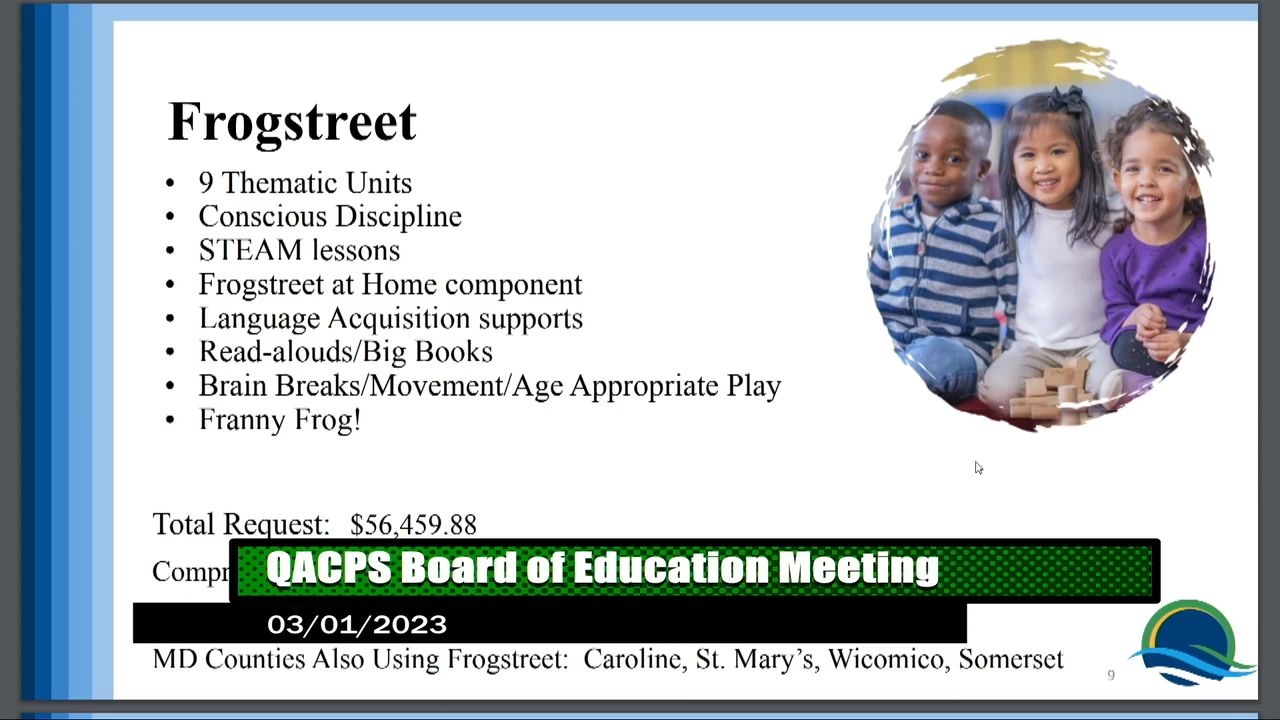 Frogstreet
• 9 Thematic Units
• Conscious Discipline
• STEAM lessons
• Frogstreet at Home component
• Language Acquisition supports
• Read-alouds/Big Books
• Brain Breaks/Movement/Age Appropriate Play
• Franny Frog!
Total Request: $56,459.88
QACPS Board of Education Meeting
03/01/2023
MD Counties Also Using Frogstreet: Caroline, St. Mary’s, Wicomico, Somerset
9